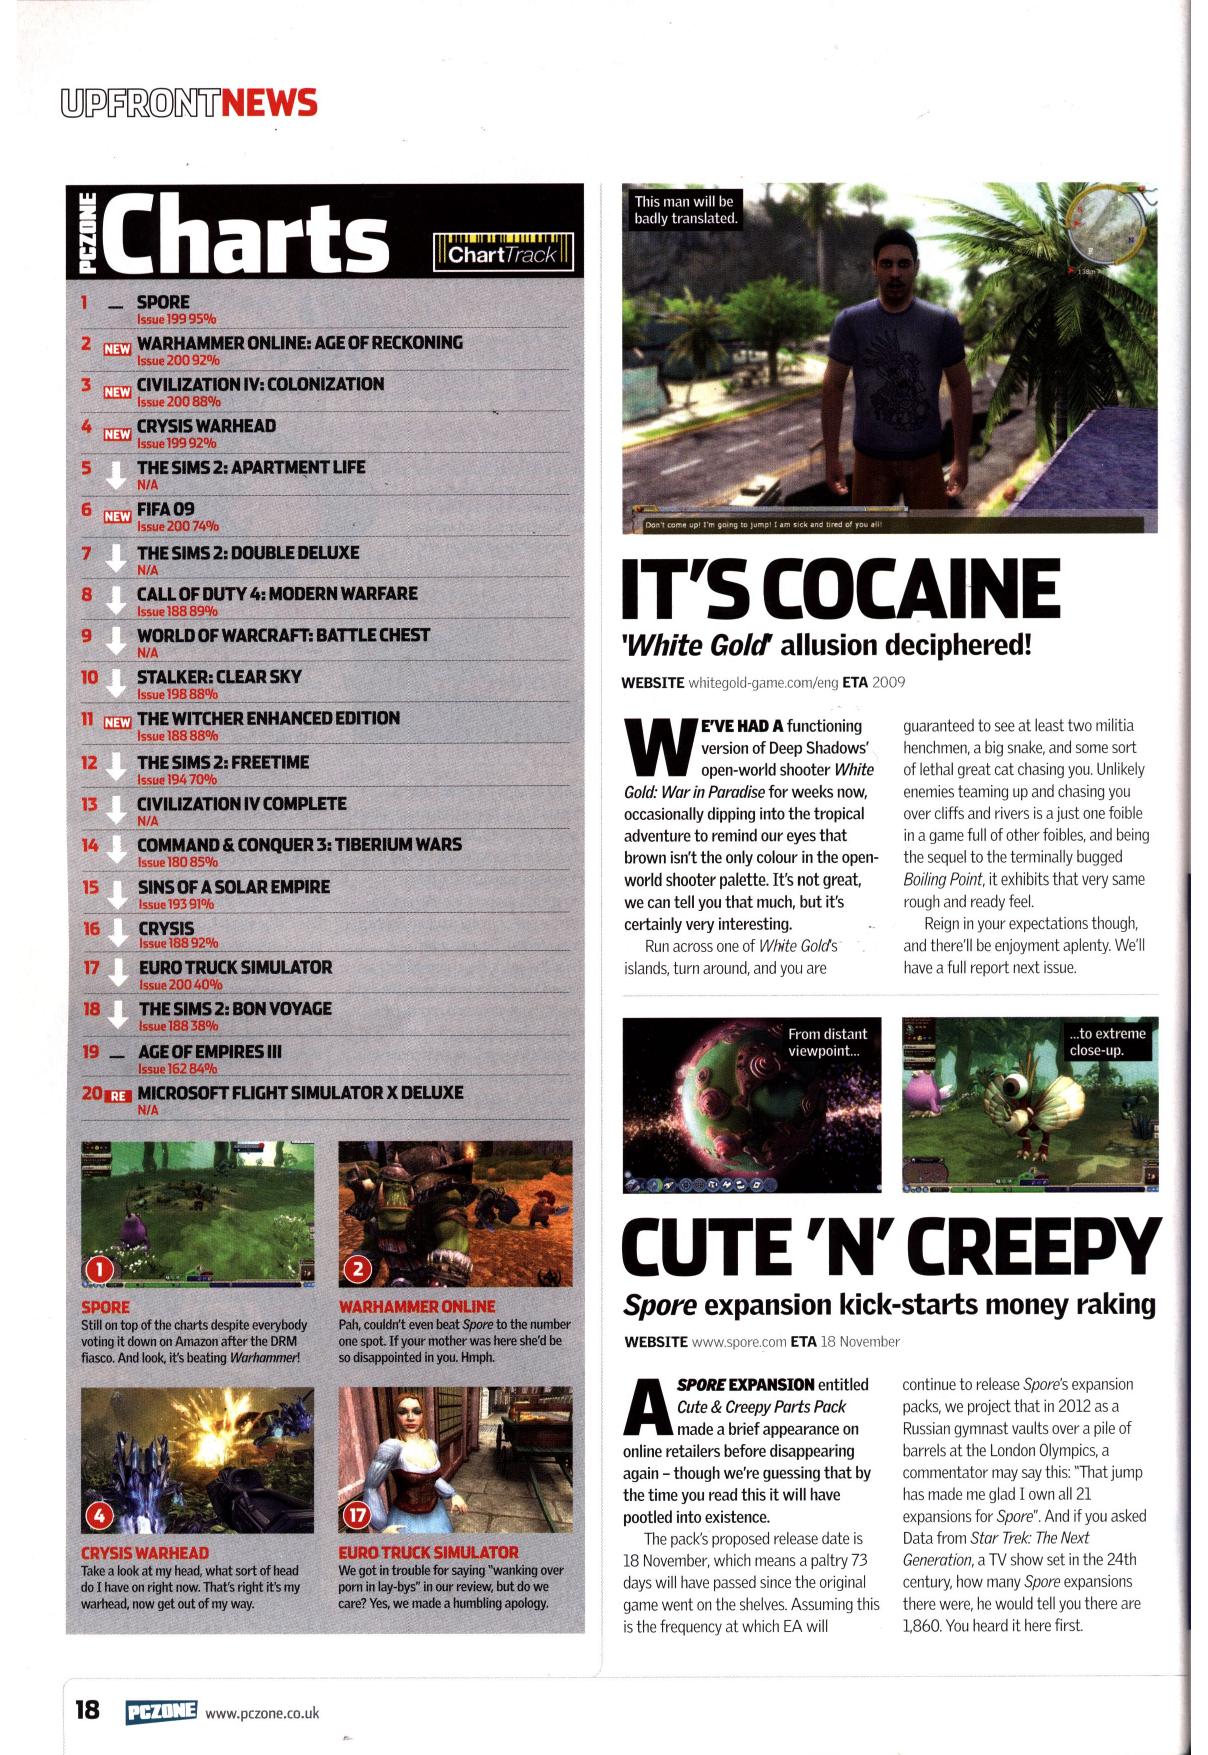 UPFRONTNEWS
PCZONE
Charts
ChartTrack
1 – SPORE
Issue 199 95%
2 NEW WARHAMMER ONLINE: AGE OF RECKONING
Issue 200 92%
3 NEW CIVILIZATION IV: COLONIZATION
Issue 200 88%
4 NEW CRYSIS WARHEAD
Issue 199 92%
5 THE SIMS 2: APARTMENT LIFE
N/A
6 NEW FIFA 09
Issue 200 74%
7 THE SIMS 2: DOUBLE DELUXE
N/A
8 CALL OF DUTY 4: MODERN WARFARE
Issue 188 89%
9 WORLD OF WARCRAFT: BATTLE CHEST
N/A
10 STALKER: CLEAR SKY
Issue 198 88%
11 NEW THE WITCHER ENHANCED EDITION
Issue 188 88%
12 THE SIMS 2: FREETIME
Issue 194 70%
13 CIVILIZATION IV COMPLETE
N/A
14 COMMAND & CONQUER 3: TIBERIUM WARS
Issue 180 85%
15 SINS OF A SOLAR EMPIRE
Issue 193 91%
16 CRYSIS
Issue 188 92%
17 EURO TRUCK SIMULATOR
Issue 200 40%
18 THE SIMS 2: BON VOYAGE
Issue 188 38%
19 – AGE OF EMPIRES III
Issue 162 84%
20 RE MICROSOFT FLIGHT SIMULATOR X DELUXE
N/A
1
SPORE
Still on top of the charts despite everybody
voting it down on Amazon after the DRM
fiasco. And look, it's beating Warhammer!
2
WARHAMMER ONLINE
Pah, couldn't even beat Spore to the number
one spot. If your mother was here she'd be
so disappointed in you. Hmph.
4
CRYSIS WARHEAD
Take a look at my head, what sort of head
do I have on right now. That's right it's my
warhead, now get out of my way.
17
EURO TRUCK SIMULATOR
We got in trouble for saying "wanking over
porn in lay-bys" in our review, but do we
care? Yes, we made a humbling apology.
This man will be
badly translated.
138m
Don't come up! I'm going to jump! I am sick and tired of you all!
IT'S COCAINE
'White Gold' allusion deciphered!
WEBSITE whitegold-game.com/eng ETA 2009
WE'VE HAD A functioning
version of Deep Shadows'
open-world shooter White
Gold: War in Paradise for weeks now,
occasionally dipping into the tropical
adventure to remind our eyes that
brown isn't the only colour in the open-
world shooter palette. It's not great,
we can tell you that much, but it's
certainly very interesting.
Run across one of White Gold's
islands, turn around, and you are
guaranteed to see at least two militia
henchmen, a big snake, and some sort
of lethal great cat chasing you. Unlikely
enemies teaming up and chasing you
over cliffs and rivers is a just one foible
in a game full of other foibles, and being
the sequel to the terminally bugged
Boiling Point, it exhibits that very same
rough and ready feel.
Reign in your expectations though,
and there'll be enjoyment aplenty. We'll
have a full report next issue.
From distant
viewpoint...
...to extreme
close-up.
CUTE 'N' CREEPY
Spore expansion kick-starts money raking
WEBSITE www.spore.com ETA 18 November
A SPORE EXPANSION entitled
Cute & Creepy Parts Pack
made a brief appearance on
online retailers before disappearing
again – though we're guessing that by
the time you read this it will have
pootled into existence.
The pack's proposed release date is
18 November, which means a paltry 73
days will have passed since the original
game went on the shelves. Assuming this
is the frequency at which EA will
continue to release Spore's expansion
packs, we project that in 2012 as a
Russian gymnast vaults over a pile of
barrels at the London Olympics, a
commentator may say this: "That jump
has made me glad I own all 21
expansions for Spore". And if you asked
Data from Star Trek: The Next
Generation, a TV show set in the 24th
century, how many Spore expansions
there were, he would tell you there are
1,860. You heard it here first.
18 PCZONE www.pczone.co.uk